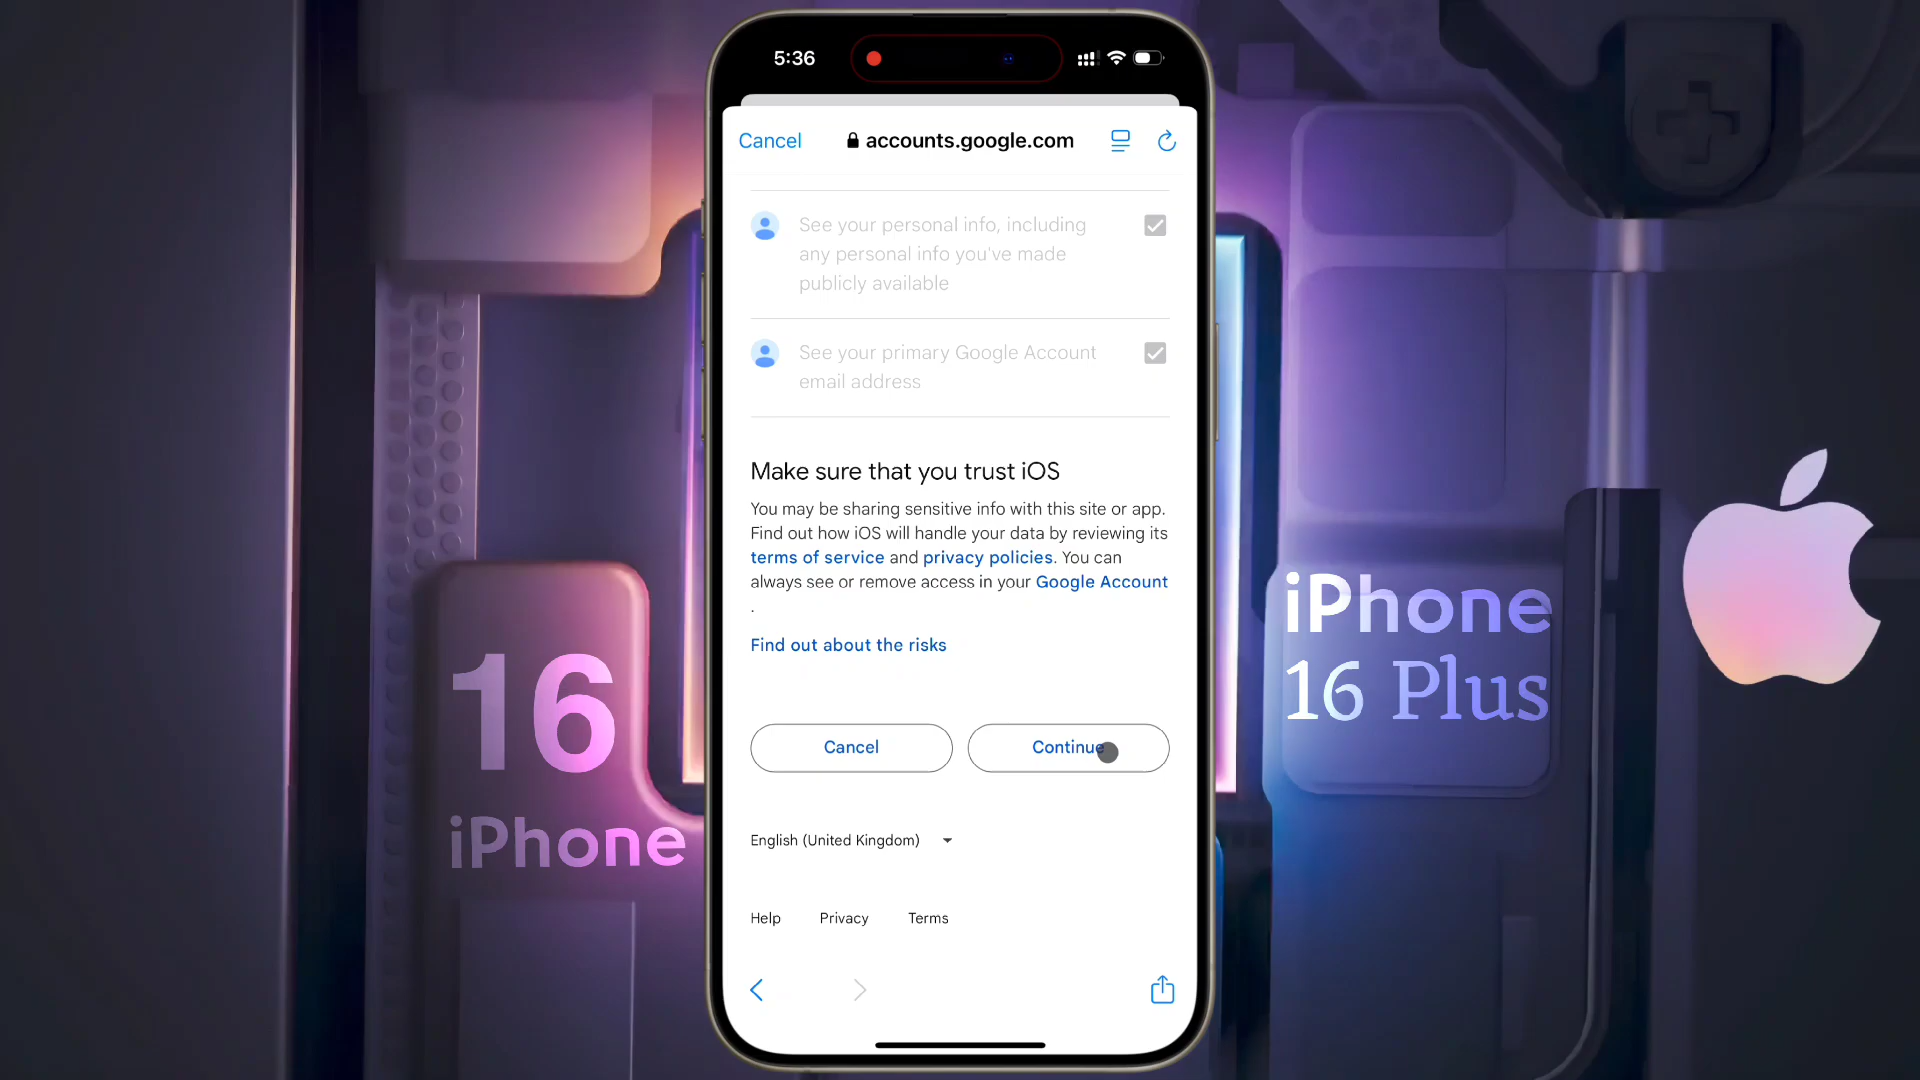 5:36
Cancel
accounts.google.com
See your personal info, including
any personal info you've made
publicly available
See your primary Google Account
email address
Make sure that you trust iOS
You may be sharing sensitive info with this site or app.
Find out how iOS will handle your data by reviewing its
terms of service and privacy policies. You can
always see or remove access in your Google Account
.
Find out about the risks
Cancel
Continue
English (United Kingdom)
Help
Privacy
Terms
16
iPhone
iPhone
16 Plus